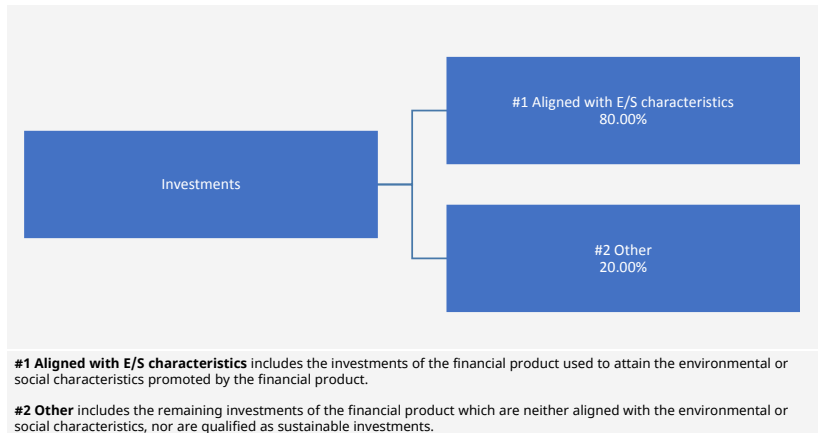 #1 Aligned with E/S characteristics
80.00%
Investments
#2 Other
20.00%
#1 Aligned with E/S characteristics includes the investments of the financial product used to attain the environmental or
social characteristics promoted by the financial product.
#2 Other includes the remaining investments of the financial product which are neither aligned with the environmental or
social characteristics, nor are qualified as sustainable investments.